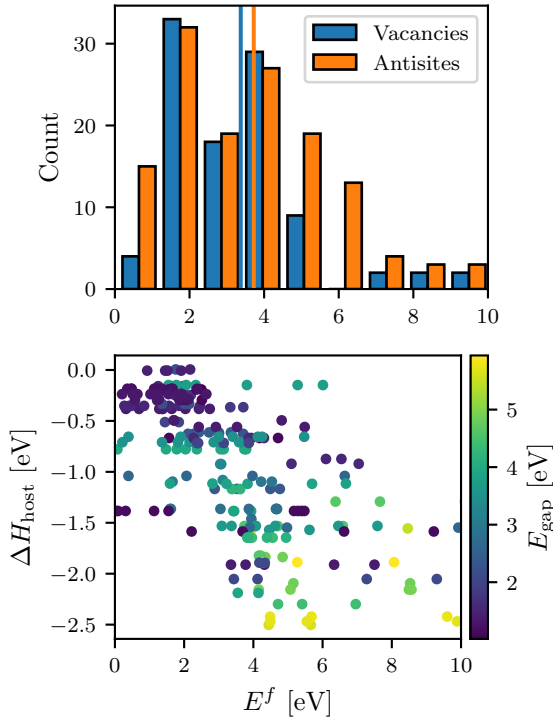 30
20
10
0
Count
Vacancies
Antisites
0 2 4 6 8 10
0.0
−0.5
−1.0
−1.5
−2.0
−2.5
ΔH_host [eV]
0 2 4 6 8 10
E^f [eV]
5
4
3
2
E_gap [eV]